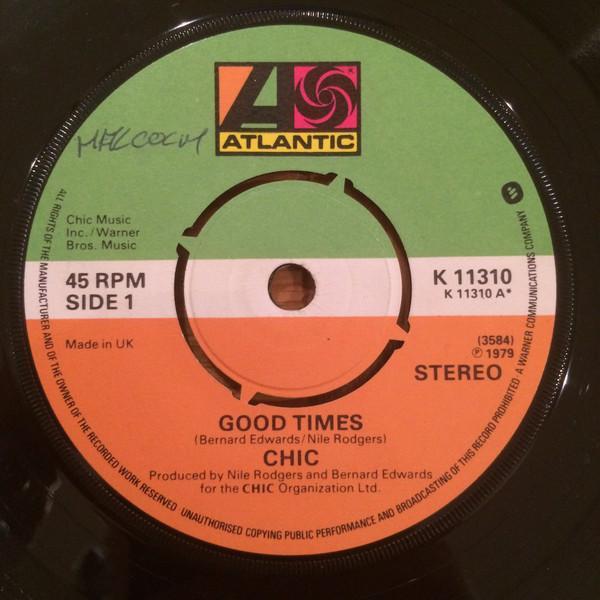 ATLANTIC
MALCOLM
Chic Music
Inc./Warner
Bros. Music
45 RPM
SIDE 1
K 11310
K 11310 A*
Made in UK
(3584)
℗ 1979
STEREO
GOOD TIMES
(Bernard Edwards/Nile Rodgers)
CHIC
Produced by Nile Rodgers and Bernard Edwards
for the CHIC Organization Ltd.
ALL RIGHTS OF THE MANUFACTURER AND OF THE OWNER OF THE RECORDED WORK RESERVED UNAUTHORISED COPYING PUBLIC PERFORMANCE AND BROADCASTING OF THIS RECORD PROHIBITED A WARNER COMMUNICATIONS COMPANY